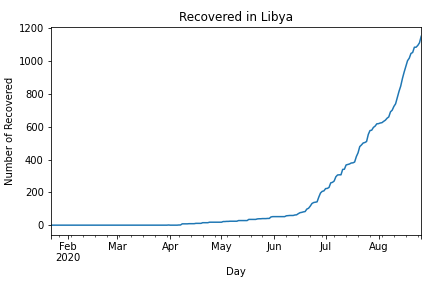 Recovered in Libya
Number of Recovered
1200
1000
800
600
400
200
0
Feb
2020
Mar
Apr
May
Jun
Jul
Aug
Day